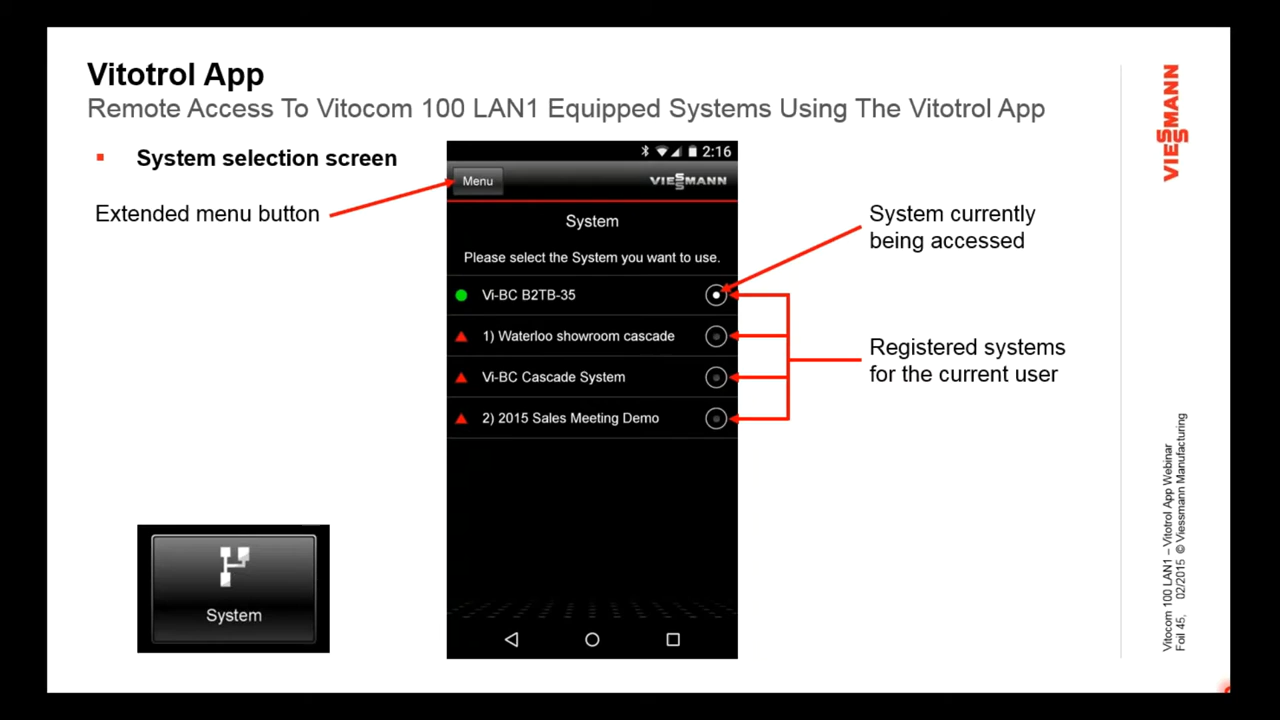 Vitotrol App
Remote Access To Vitocom 100 LAN1 Equipped Systems Using The Vitotrol App
▪ System selection screen
Extended menu button
2:16
Menu
VIESMANN
System
Please select the System you want to use.
Vi-BC B2TB-35
1) Waterloo showroom cascade
Vi-BC Cascade System
2) 2015 Sales Meeting Demo
System currently
being accessed
Registered systems
for the current user
System
VIESSMANN
Vitocom 100 LAN1 – Vitotrol App Webinar
Foil 45, 02/2015 © Viessmann Manufacturing